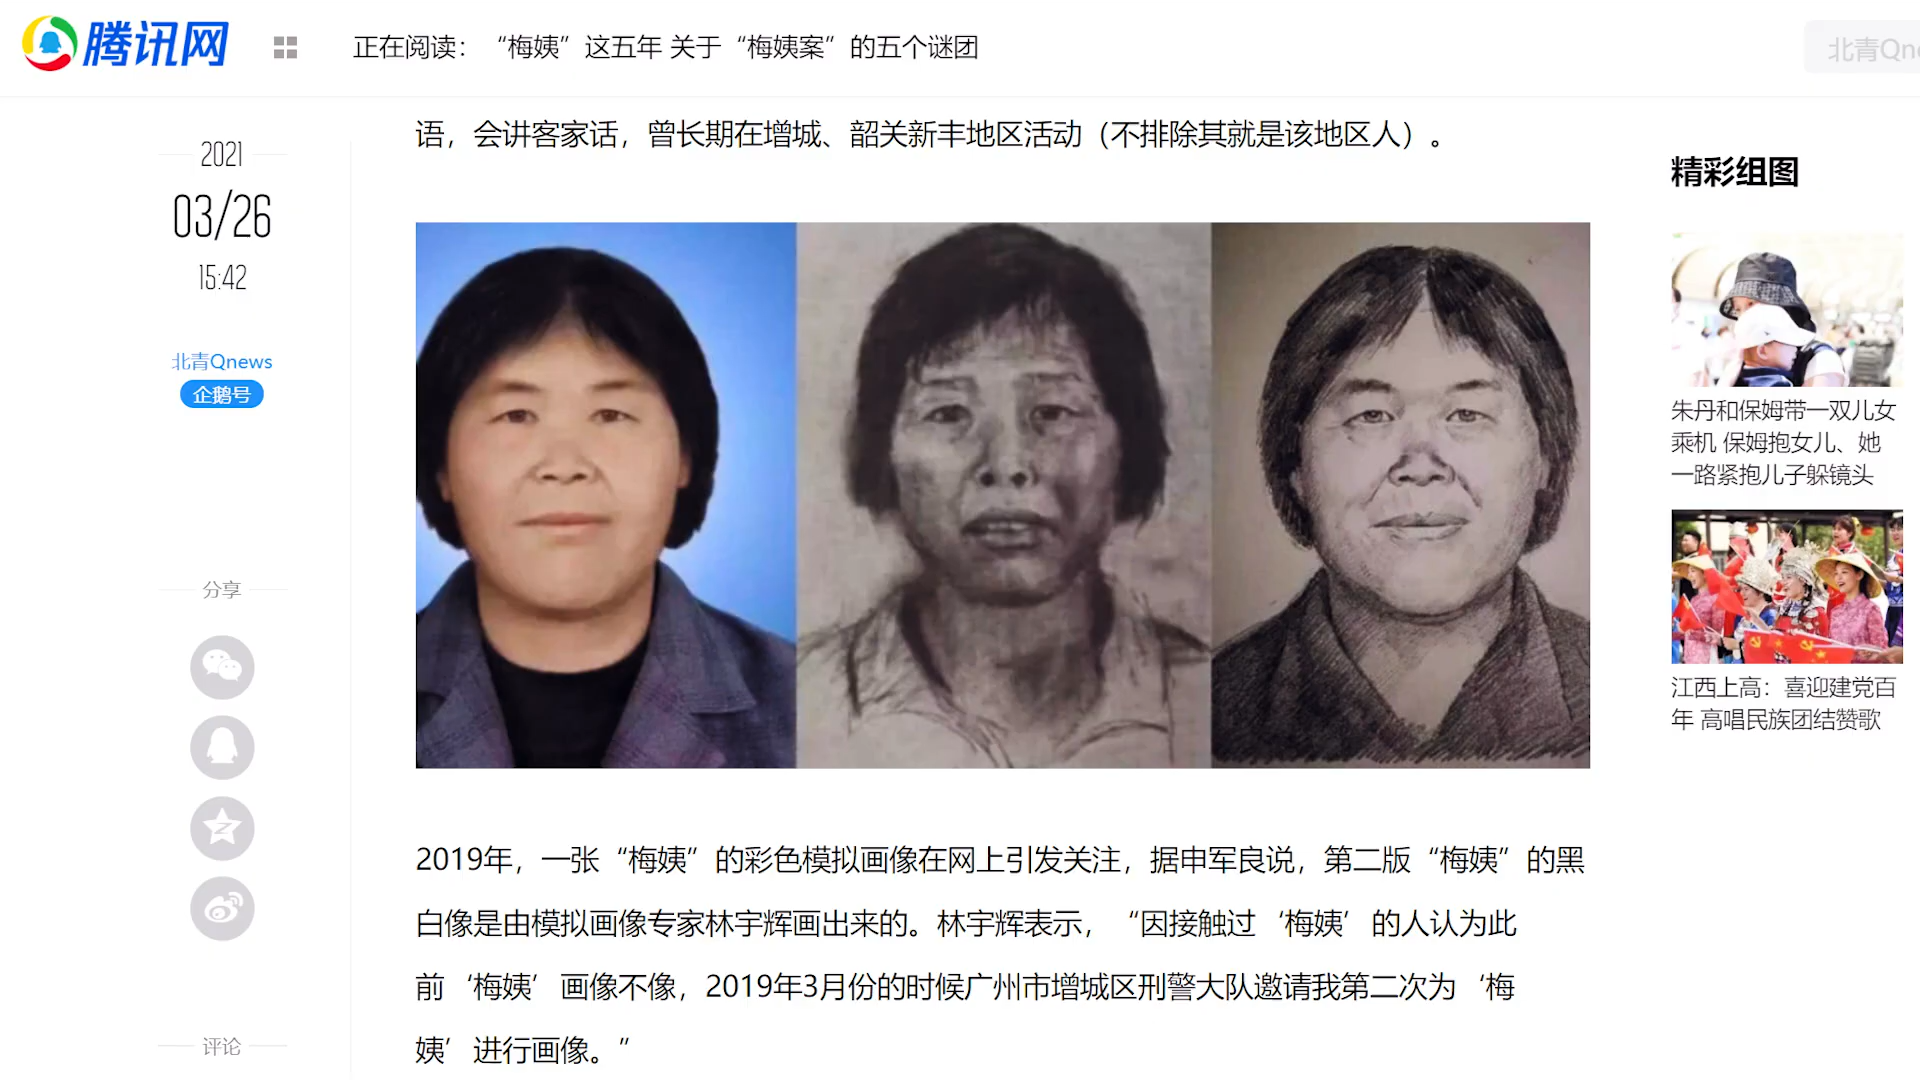 腾讯网
正在阅读：“梅姨”这五年 关于“梅姨案”的五个谜团
北青Qne
2021
03/26
15:42
北青Qnews
企鹅号
分享
评论
语，会讲客家话，曾长期在增城、韶关新丰地区活动（不排除其就是该地区人）。
2019年，一张“梅姨”的彩色模拟画像在网上引发关注，据申军良说，第二版“梅姨”的黑
白像是由模拟画像专家林宇辉画出来的。林宇辉表示，“因接触过‘梅姨’的人认为此
前‘梅姨’画像不像，2019年3月份的时候广州市增城区刑警大队邀请我第二次为‘梅
姨’进行画像。”
精彩组图
朱丹和保姆带一双儿女
乘机 保姆抱女儿、她
一路紧抱儿子躲镜头
江西上高：喜迎建党百
年 高唱民族团结赞歌